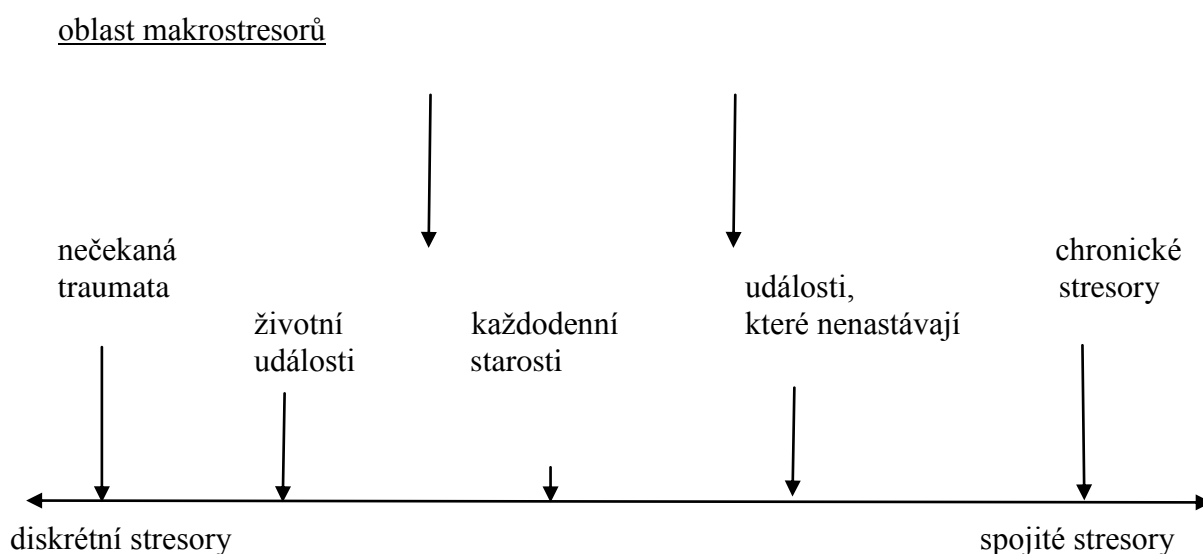 oblast makrostresorů
nečekaná
traumata
životní
události
každodenní
starosti
události,
které nenastávají
chronické
stresory
diskrétní stresory
spojité stresory